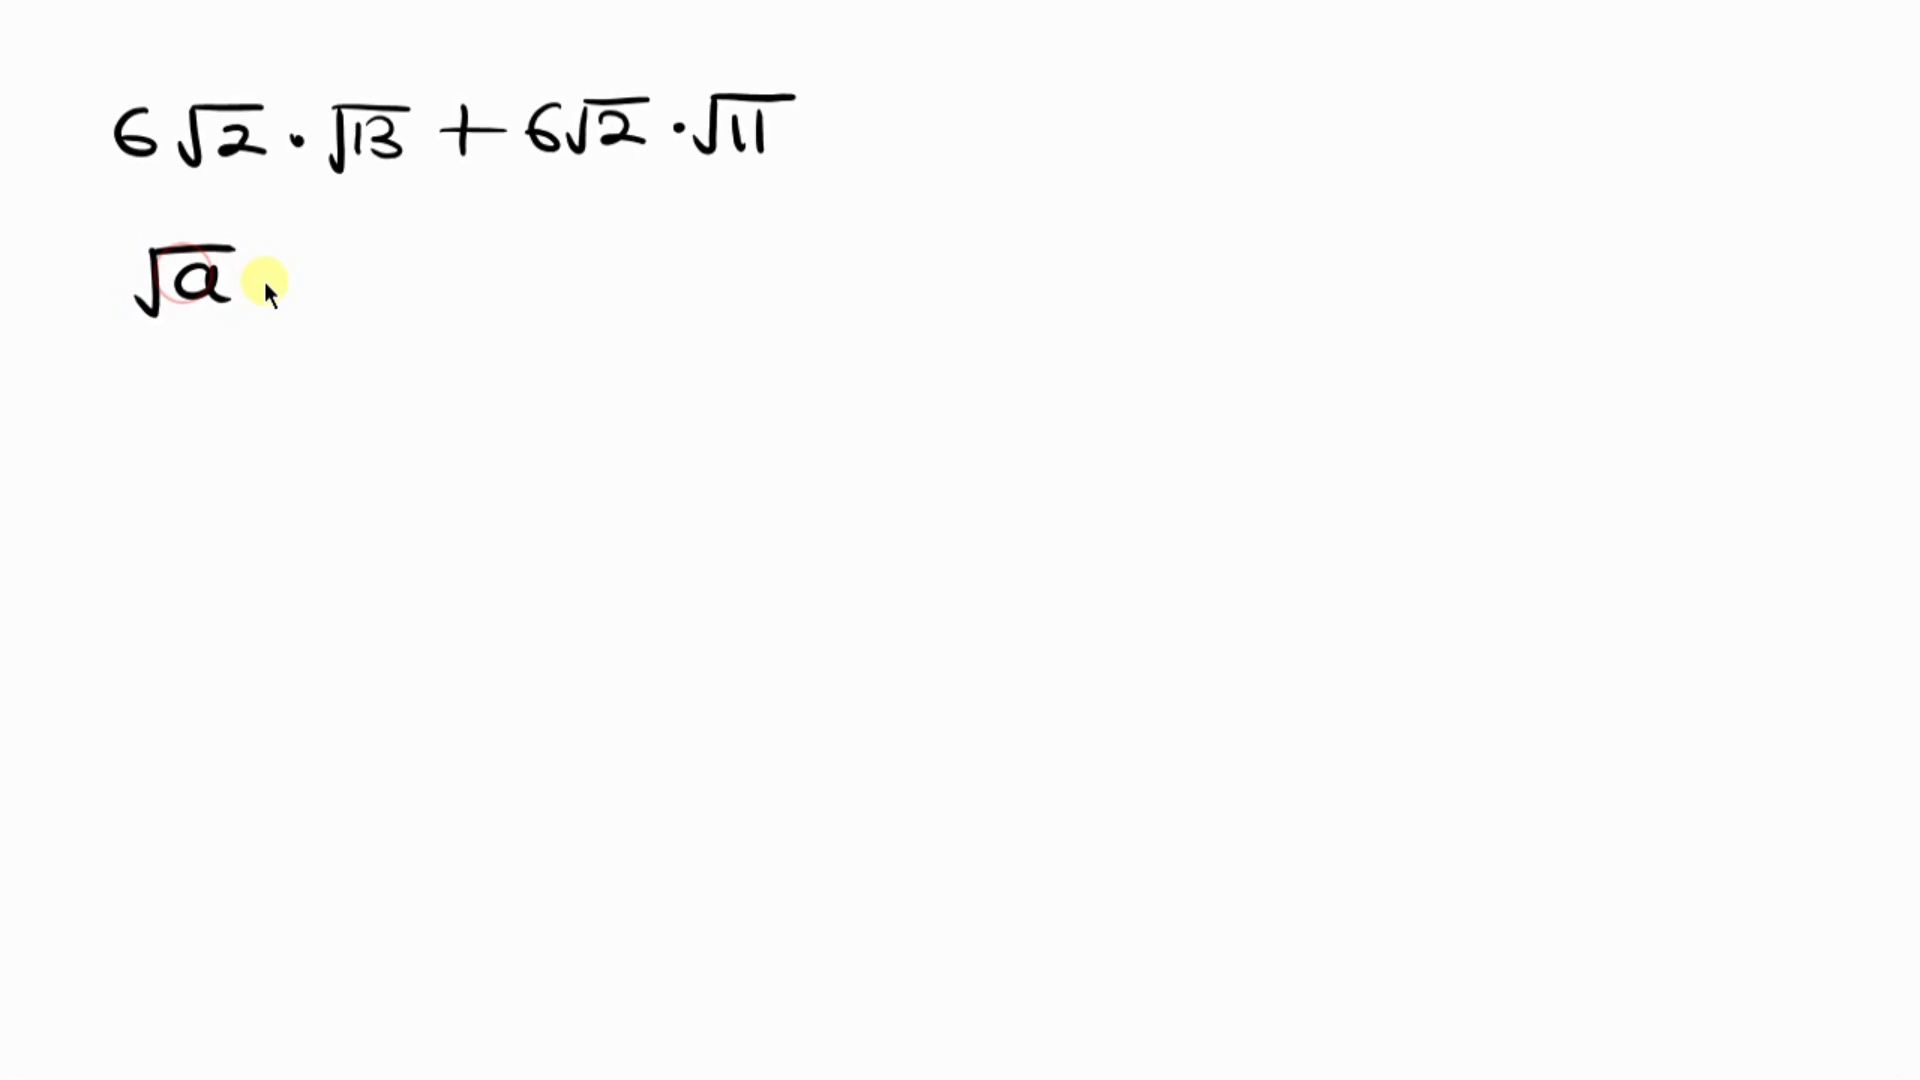 6√2 · √13 + 6√2 · √11
√a